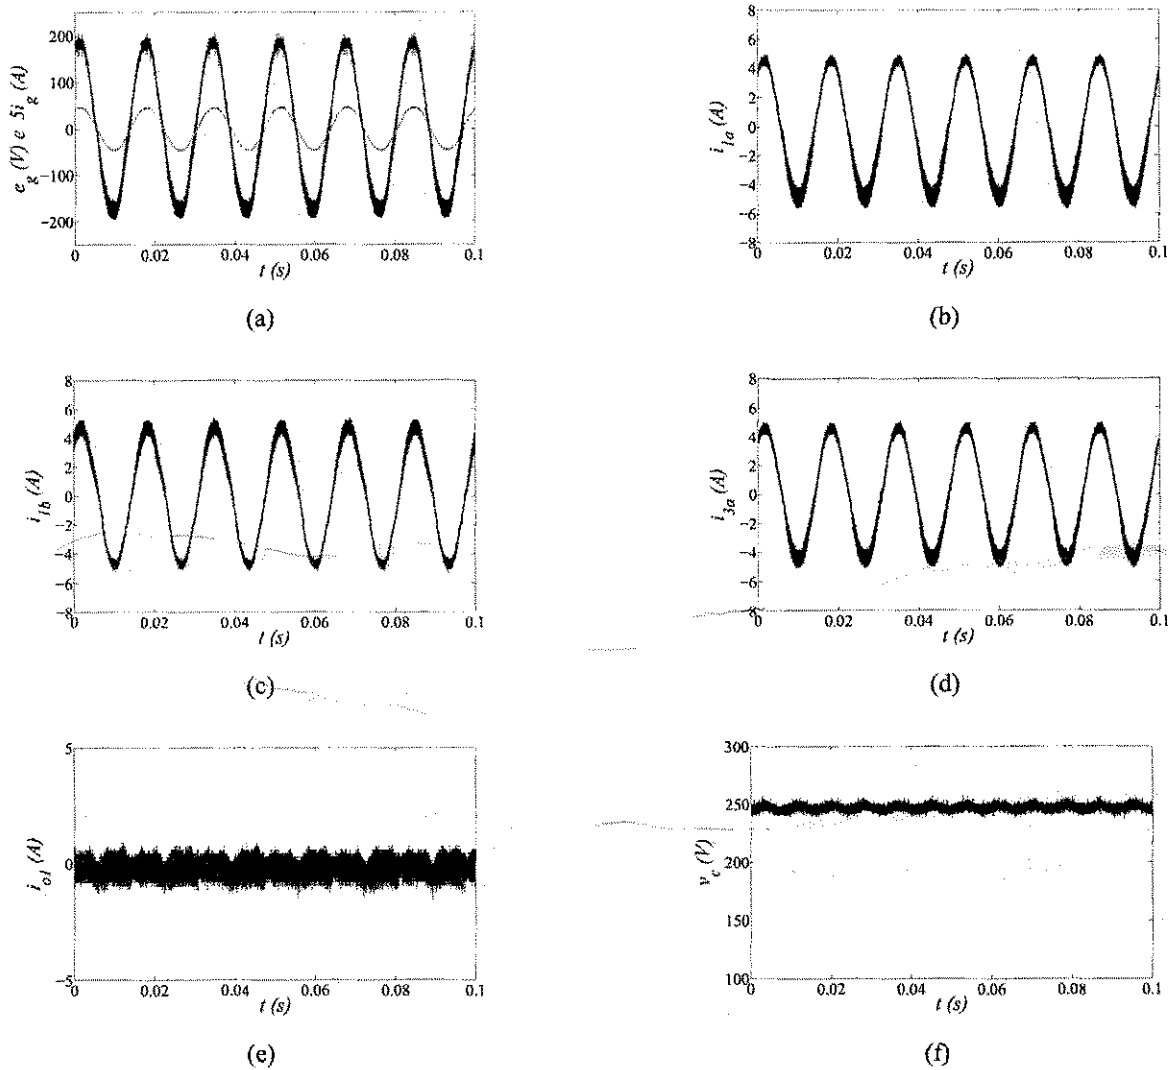 200
100
0
−100
−200
e_g (V) e 5i_g (A)
0 0.02 0.04 0.06 0.08 0.1
t (s)
(a)
8
6
4
2
0
−2
−4
−6
−8
i_1a (A)
0 0.02 0.04 0.06 0.08 0.1
t (s)
(b)
8
6
4
2
0
−2
−4
−6
−8
i_1b (A)
0 0.02 0.04 0.06 0.08 0.1
t (s)
(c)
8
6
4
2
0
−2
−4
−6
−8
i_3a (A)
0 0.02 0.04 0.06 0.08 0.1
t (s)
(d)
5
0
−5
i_o1 (A)
0 0.02 0.04 0.06 0.08 0.1
t (s)
(e)
300
250
200
150
100
v_c (V)
0 0.02 0.04 0.06 0.08 0.1
t (s)
(f)